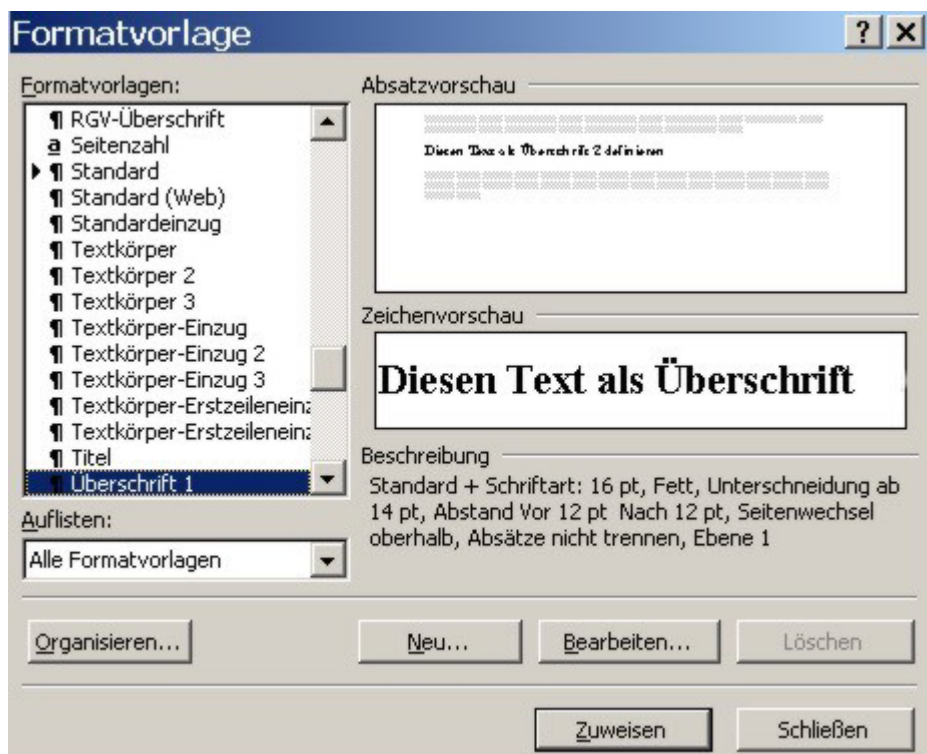 Formatvorlage
Formatvorlagen:
¶ RGV-Überschrift
a Seitenzahl
¶ Standard
¶ Standard (Web)
¶ Standardeinzug
¶ Textkörper
¶ Textkörper 2
¶ Textkörper 3
¶ Textkörper-Einzug
¶ Textkörper-Einzug 2
¶ Textkörper-Einzug 3
¶ Textkörper-Erstzeileneinz
¶ Textkörper-Erstzeileneinz
¶ Titel
¶ Überschrift 1
Auflisten:
Alle Formatvorlagen
Absatzvorschau
Diesen Text als Überschrift 2 definieren
Zeichenvorschau
Diesen Text als Überschrift
Beschreibung
Standard + Schriftart: 16 pt, Fett, Unterschneidung ab
14 pt, Abstand Vor 12 pt Nach 12 pt, Seitenwechsel
oberhalb, Absätze nicht trennen, Ebene 1
Organisieren...
Neu...
Bearbeiten...
Löschen
Zuweisen
Schließen